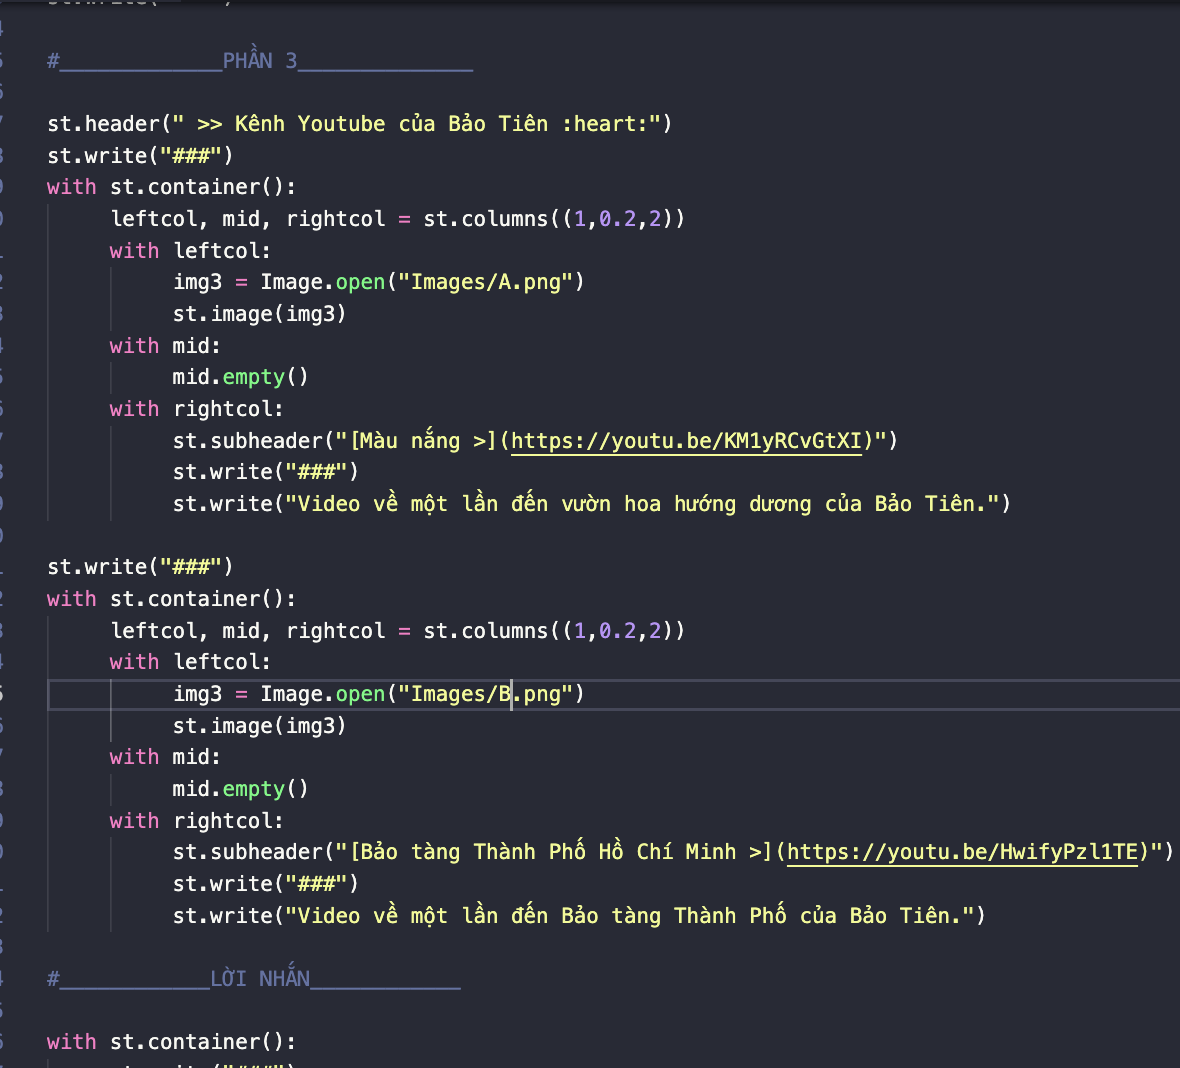 #_____________PHẦN 3______________
st.header(" >> Kênh Youtube của Bảo Tiên :heart:")
st.write("###")
with st.container():
leftcol, mid, rightcol = st.columns((1,0.2,2))
with leftcol:
img3 = Image.open("Images/A.png")
st.image(img3)
with mid:
mid.empty()
with rightcol:
st.subheader("[Màu nắng >](https://youtu.be/KM1yRCvGtXI)")
st.write("###")
st.write("Video về một lần đến vườn hoa hướng dương của Bảo Tiên.")
st.write("###")
with st.container():
leftcol, mid, rightcol = st.columns((1,0.2,2))
with leftcol:
img3 = Image.open("Images/B.png")
st.image(img3)
with mid:
mid.empty()
with rightcol:
st.subheader("[Bảo tàng Thành Phố Hồ Chí Minh >](https://youtu.be/HwifyPzl1TE)")
st.write("###")
st.write("Video về một lần đến Bảo tàng Thành Phố của Bảo Tiên.")
#____________LỜI NHẮN____________
with st.container():